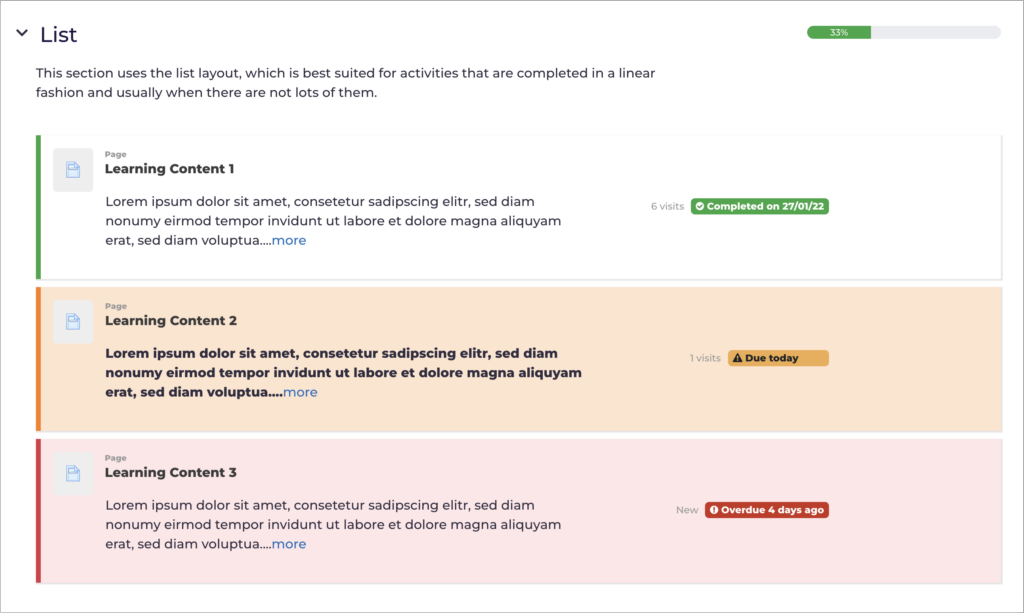 List
33%
This section uses the list layout, which is best suited for activities that are completed in a linear
fashion and usually when there are not lots of them.
Page
Learning Content 1
Lorem ipsum dolor sit amet, consetetur sadipscing elitr, sed diam
nonumy eirmod tempor invidunt ut labore et dolore magna aliquyam
erat, sed diam voluptua....more
6 visits Completed on 27/01/22
Page
Learning Content 2
Lorem ipsum dolor sit amet, consetetur sadipscing elitr, sed diam
nonumy eirmod tempor invidunt ut labore et dolore magna aliquyam
erat, sed diam voluptua....more
1 visits Due today
Page
Learning Content 3
Lorem ipsum dolor sit amet, consetetur sadipscing elitr, sed diam
nonumy eirmod tempor invidunt ut labore et dolore magna aliquyam
erat, sed diam voluptua....more
New Overdue 4 days ago